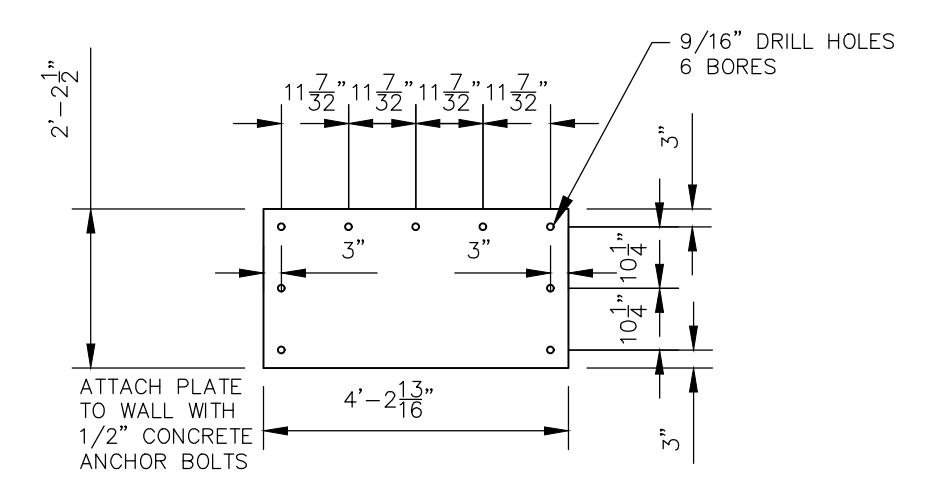 9/16" DRILL HOLES
6 BORES
2'-2 1/2"
11 7/32" 11 7/32" 11 7/32" 11 7/32"
3"
3" 3"
10 1/4"
10 1/4"
ATTACH PLATE
TO WALL WITH
1/2" CONCRETE
ANCHOR BOLTS
4'-2 13/16"
3"